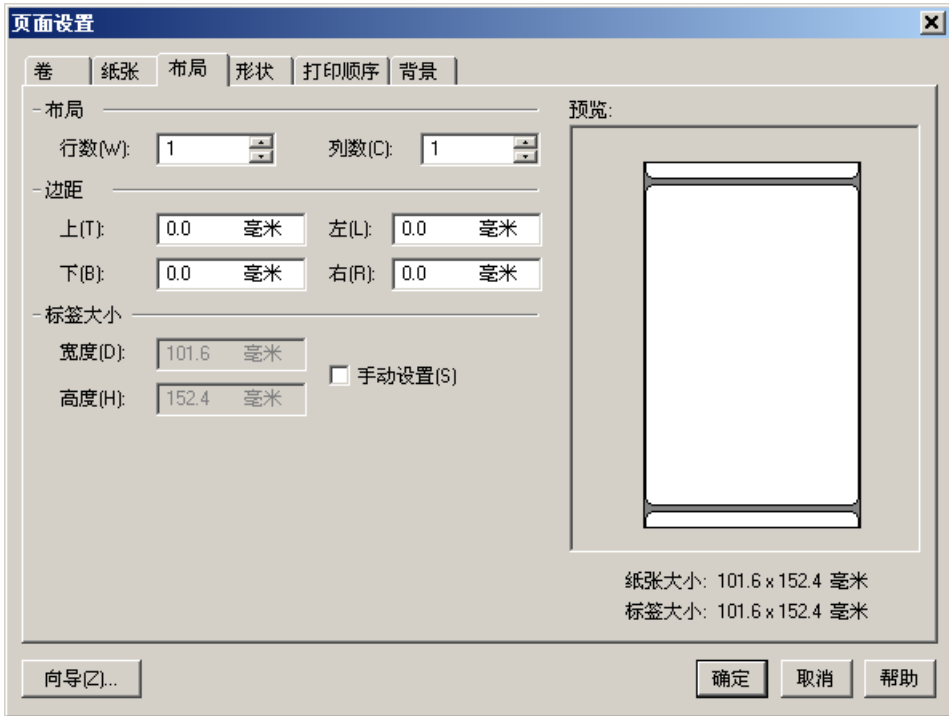 页面设置
卷 纸张 布局 形状 打印顺序 背景
布局 预览:
行数(W): 1 列数(C): 1
边距
上(T): 0.0 毫米 左(L): 0.0 毫米
下(B): 0.0 毫米 右(R): 0.0 毫米
标签大小
宽度(D): 101.6 毫米
手动设置(S)
高度(H): 152.4 毫米
纸张大小: 101.6 x 152.4 毫米
标签大小: 101.6 x 152.4 毫米
向导(Z)... 确定 取消 帮助